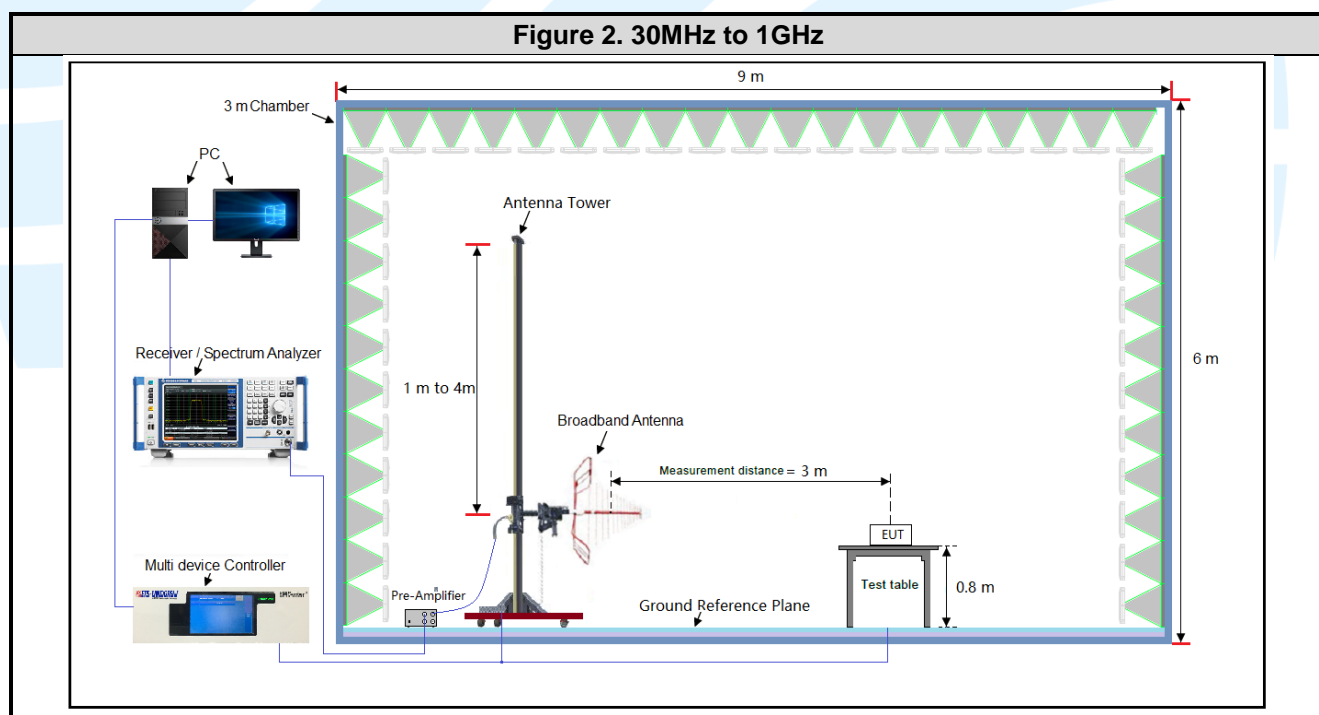 Figure 2. 30MHz to 1GHz
9 m
3 m Chamber
PC
Antenna Tower
Receiver / Spectrum Analyzer
6 m
1 m to 4m
Broadband Antenna
Measurement distance = 3 m
EUT
Multi device Controller
Pre-Amplifier
Test table
0.8 m
Ground Reference Plane